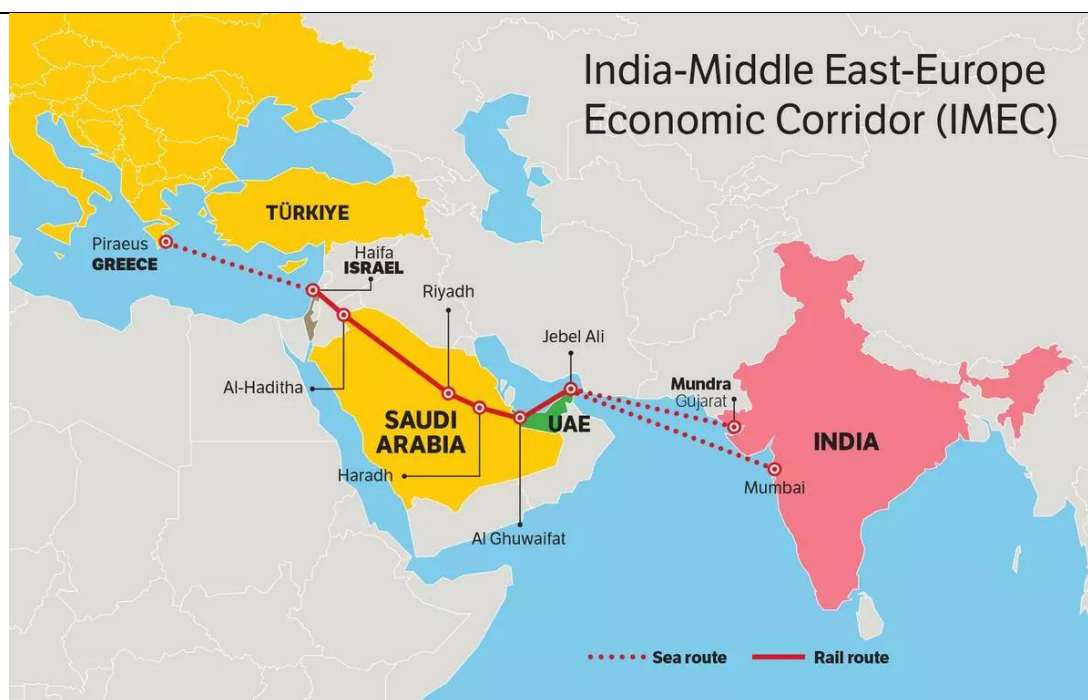 India-Middle East-Europe
Economic Corridor (IMEC)
TÜRKIYE
Piraeus
GREECE
Haifa
ISRAEL
Riyadh
Jebel Ali
Al-Haditha
Mundra
Gujarat
SAUDI
ARABIA
UAE
INDIA
Haradh
Mumbai
Al Ghuwaifat
Sea route
Rail route